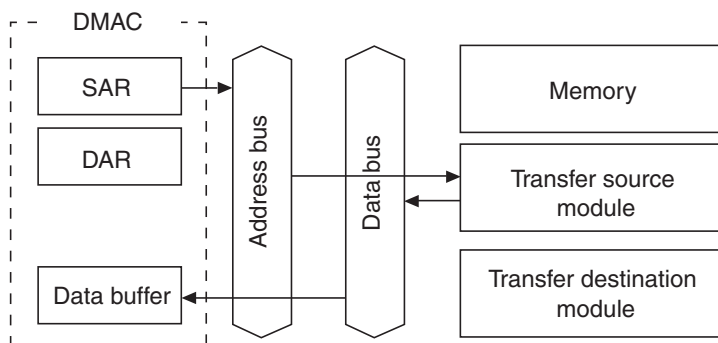 DMAC
SAR
DAR
Data buffer
Address bus
Data bus
Memory
Transfer source
module
Transfer destination
module